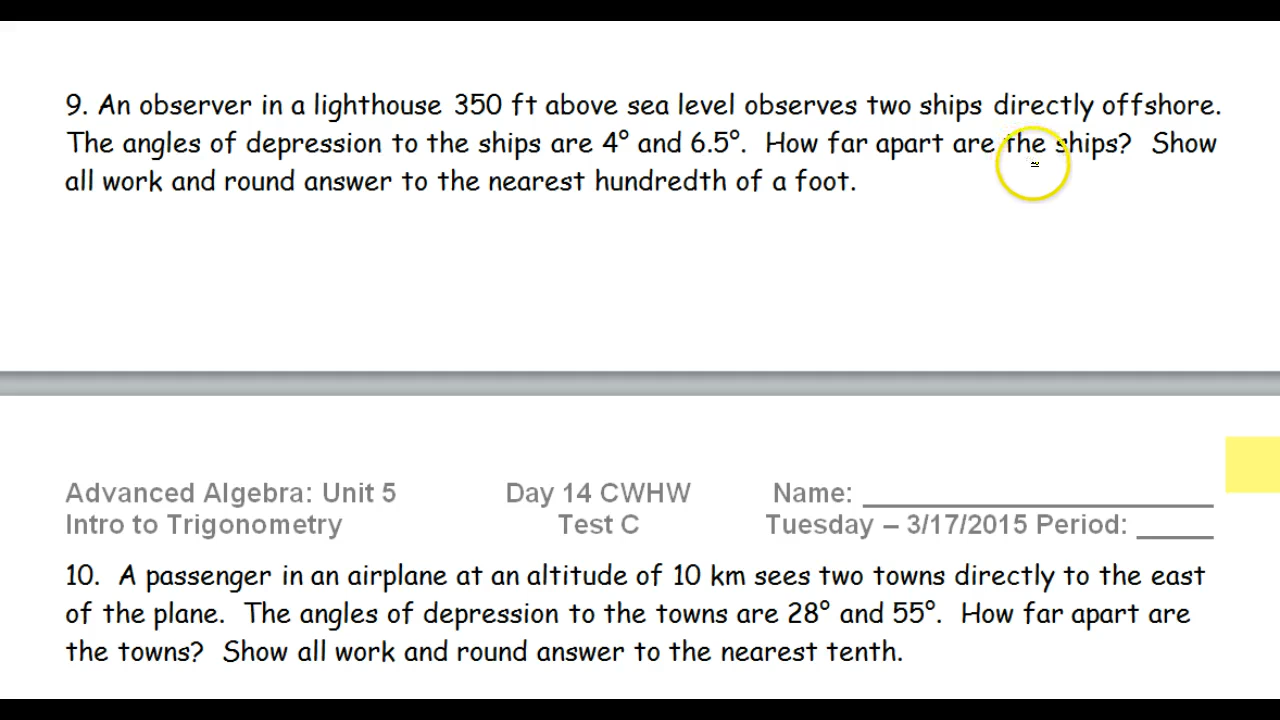 9. An observer in a lighthouse 350 ft above sea level observes two ships directly offshore.
The angles of depression to the ships are 4° and 6.5°. How far apart are the ships? Show
all work and round answer to the nearest hundredth of a foot.
Advanced Algebra: Unit 5 Day 14 CWHW Name: ______________________
Intro to Trigonometry Test C Tuesday – 3/17/2015 Period: _____
10. A passenger in an airplane at an altitude of 10 km sees two towns directly to the east
of the plane. The angles of depression to the towns are 28° and 55°. How far apart are
the towns? Show all work and round answer to the nearest tenth.